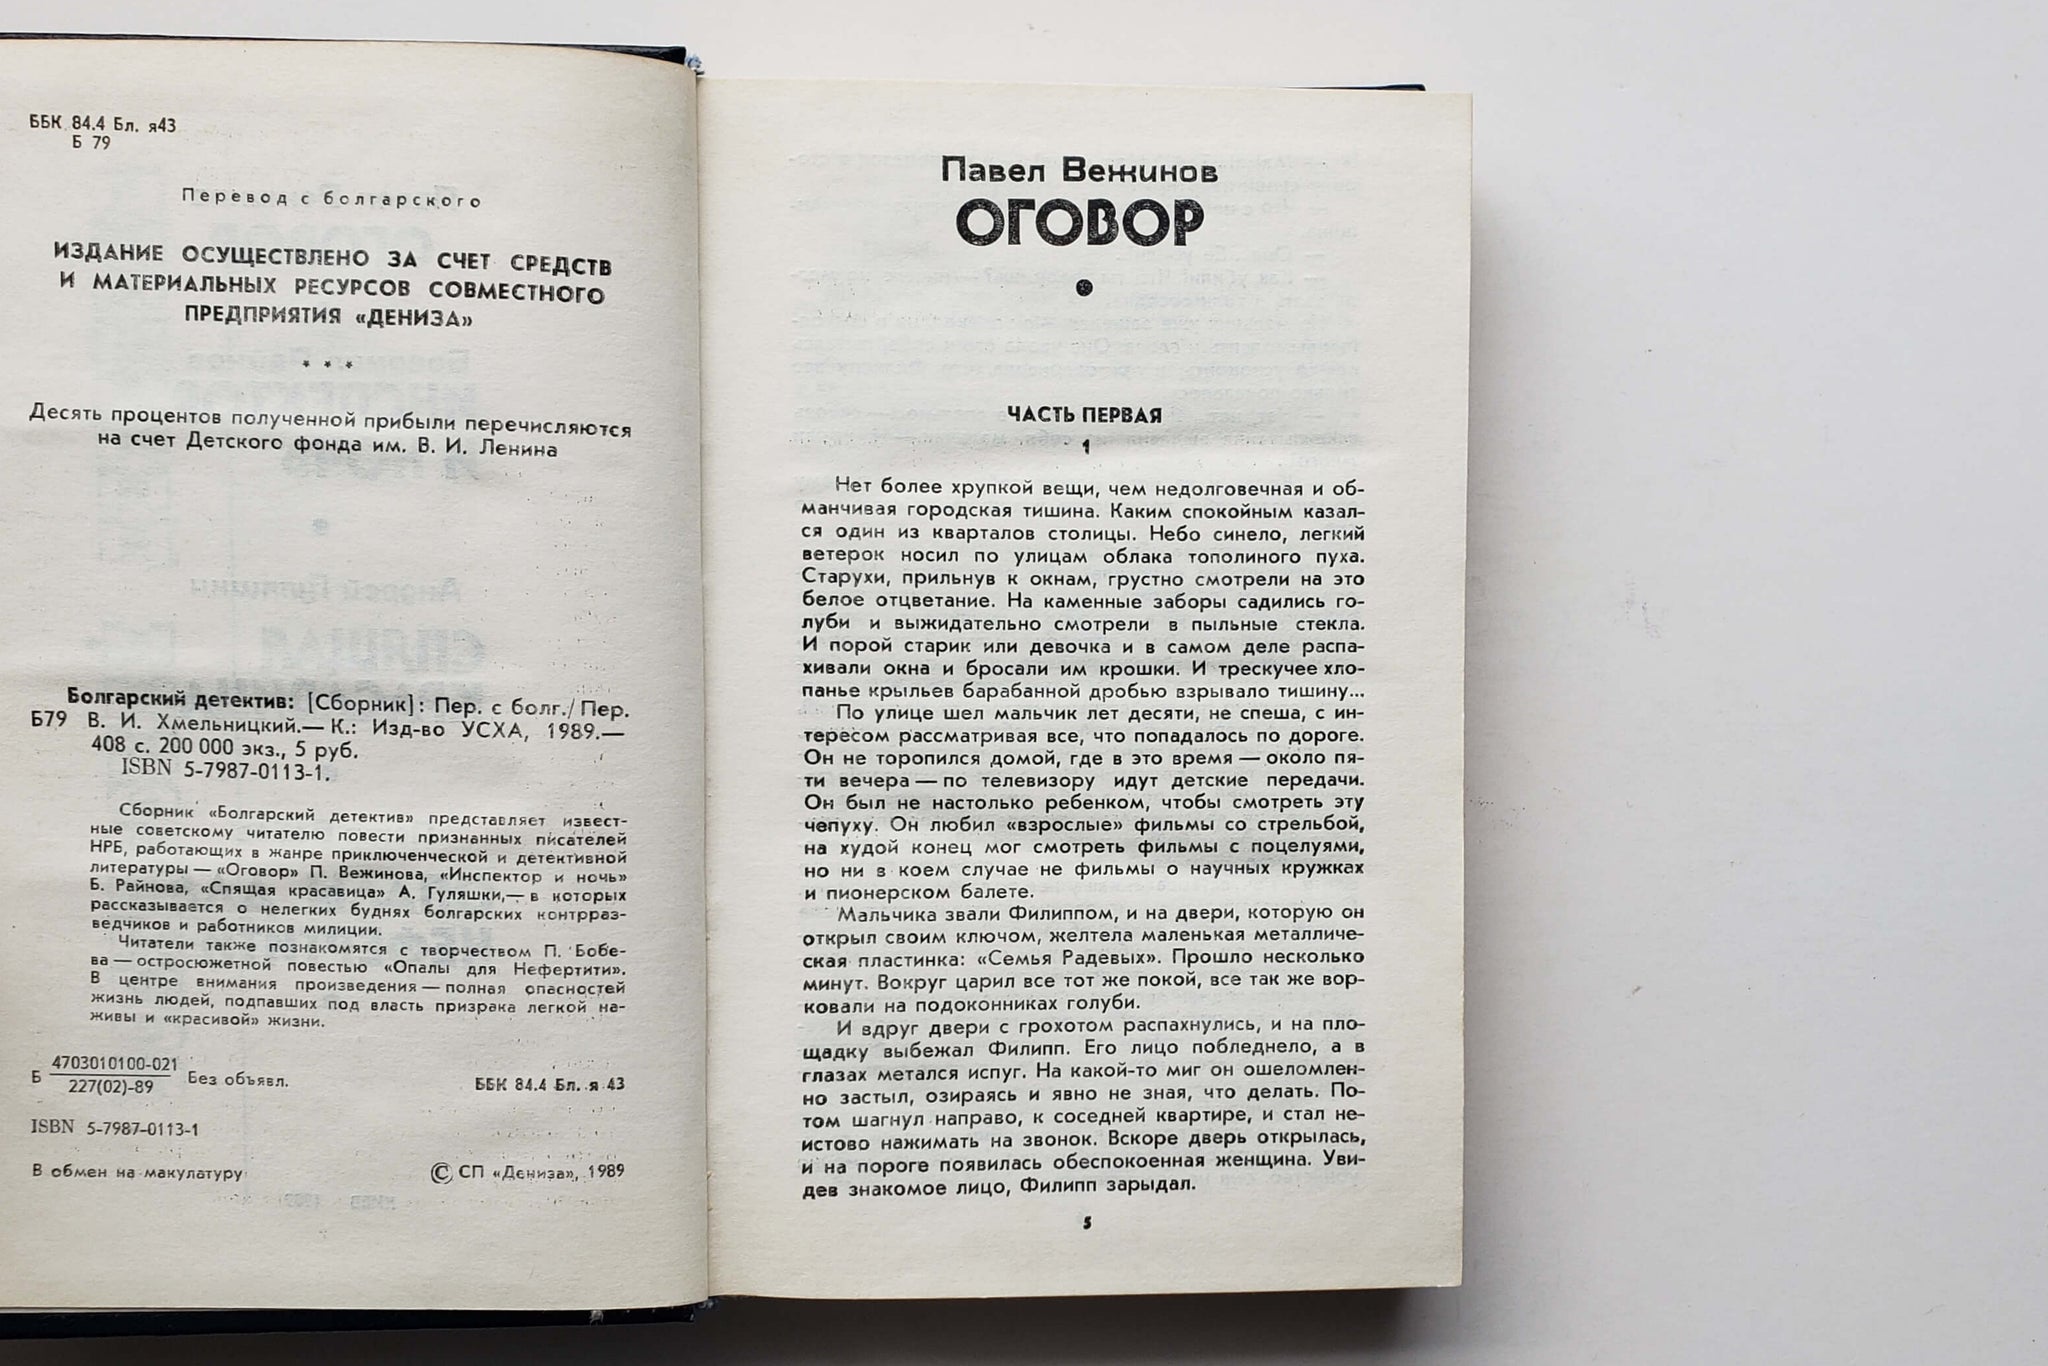 ББК 84.4 Бл. я43
Б 79
Перевод с болгарского
ИЗДАНИЕ ОСУЩЕСТВЛЕНО ЗА СЧЕТ СРЕДСТВ
И МАТЕРИАЛЬНЫХ РЕСУРСОВ СОВМЕСТНОГО
ПРЕДПРИЯТИЯ «ДЕНИЗА»
* * *
Десять процентов полученной прибыли перечисляются
на счет Детского фонда им. В. И. Ленина
Болгарский детектив: [Сборник]: Пер. с болг./Пер.
Б79 В. И. Хмельницкий.— К.: Изд-во УСХА, 1989.—
408 с. 200 000 экз., 5 руб.
ISBN 5-7987-0113-1.
Сборник «Болгарский детектив» представляет извест-
ные советскому читателю повести признанных писателей
НРБ, работающих в жанре приключенческой и детективной
литературы — «Оговор» П. Вежинова, «Инспектор и ночь»
Б. Райнова, «Спящая красавица» А. Гуляшки,— в которых
рассказывается о нелегких буднях болгарских контрраз-
ведчиков и работников милиции.
Читатели также познакомятся с творчеством П. Бобе-
ва — остросюжетной повестью «Опалы для Нефертити».
В центре внимания произведения — полная опасностей
жизнь людей, подпавших под власть призрака легкой на-
живы и «красивой» жизни.
Б 4703010100-021
227(02)-89
Без объявл.
ББК 84.4 Бл. я 43
ISBN 5-7987-0113-1
В обмен на макулатуру
© СП «Дениза», 1989
Павел Вежинов
ОГОВОР
●
ЧАСТЬ ПЕРВАЯ
1
Нет более хрупкой вещи, чем недолговечная и об-
манчивая городская тишина. Каким спокойным казал-
ся один из кварталов столицы. Небо синело, легкий
ветерок носил по улицам облака тополиного пуха.
Старухи, прильнув к окнам, грустно смотрели на это
белое отцветание. На каменные заборы садились го-
луби и выжидательно смотрели в пыльные стекла.
И порой старик или девочка и в самом деле распа-
хивали окна и бросали им крошки. И трескучее хло-
панье крыльев барабанной дробью взрывало тишину...
По улице шел мальчик лет десяти, не спеша, с ин-
тересом рассматривая все, что попадалось по дороге.
Он не торопился домой, где в это время — около пя-
ти вечера — по телевизору идут детские передачи.
Он был не настолько ребенком, чтобы смотреть эту
чепуху. Он любил «взрослые» фильмы со стрельбой,
на худой конец мог смотреть фильмы с поцелуями,
но ни в коем случае не фильмы о научных кружках
и пионерском балете.
Мальчика звали Филиппом, и на двери, которую он
открыл своим ключом, желтела маленькая металличе-
ская пластинка: «Семья Радевых». Прошло несколько
минут. Вокруг царил все тот же покой, все так же вор-
ковали на подоконниках голуби.
И вдруг двери с грохотом распахнулись, и на пло-
щадку выбежал Филипп. Его лицо побледнело, а в
глазах метался испуг. На какой-то миг он ошеломлен-
но застыл, озираясь и явно не зная, что делать. По-
том шагнул направо, к соседней квартире, и стал не-
истово нажимать на звонок. Вскоре дверь открылась,
и на пороге появилась обеспокоенная женщина. Уви-
дев знакомое лицо, Филипп зарыдал.
5